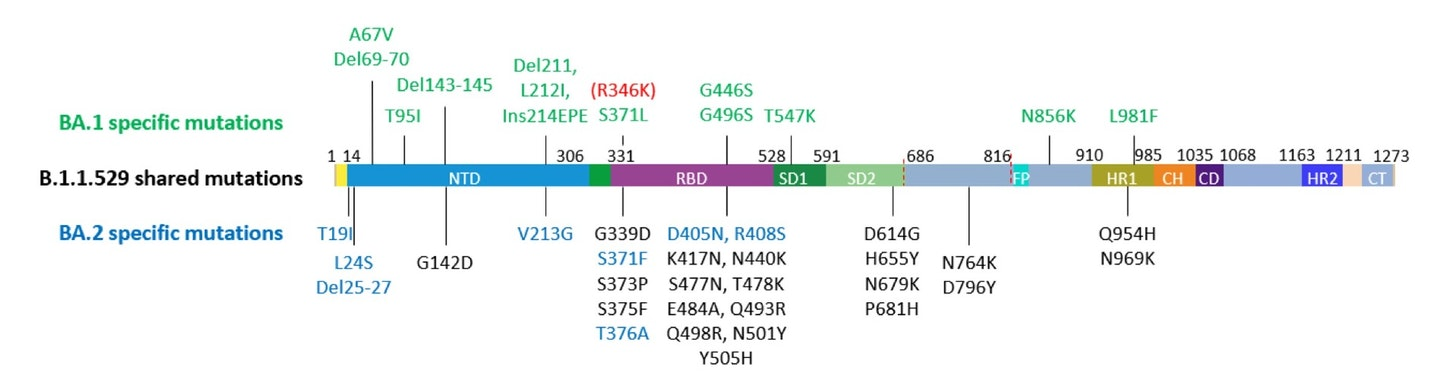 A67V
Del69-70
Del143-145
T95I
Del211,
L212I,
Ins214EPE
(R346K)
S371L
G446S
G496S
T547K
N856K
L981F
BA.1 specific mutations
1 14 306 331 528 591 686 816 910 985 1035 1068 1163 1211 1273
B.1.1.529 shared mutations
NTD RBD SD1 SD2 FP HR1 CH CD HR2 CT
BA.2 specific mutations
T19I
L24S
Del25-27
G142D
V213G
G339D
S371F
S373P
S375F
T376A
D405N, R408S
K417N, N440K
S477N, T478K
E484A, Q493R
Q498R, N501Y
Y505H
D614G
H655Y
N679K
P681H
N764K
D796Y
Q954H
N969K